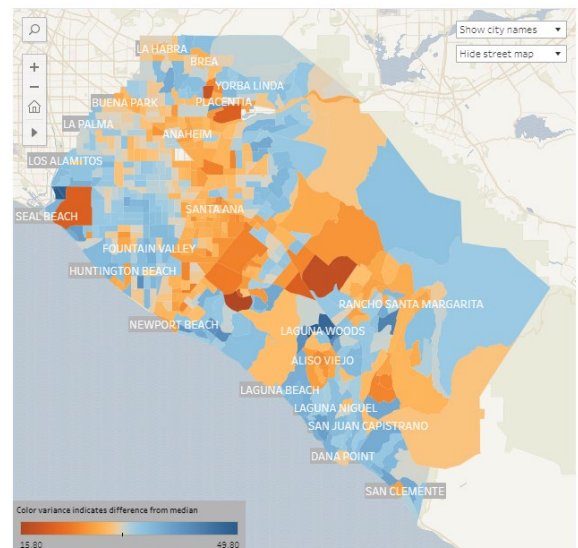 Show city names
Hide street map
LA HABRA
BREA
YORBA LINDA
BUENA PARK
PLACENTIA
LA PALMA
ANAHEIM
LOS ALAMITOS
SANTA ANA
SEAL BEACH
FOUNTAIN VALLEY
HUNTINGTON BEACH
RANCHO SANTA MARGARITA
NEWPORT BEACH
LAGUNA WOODS
ALISO VIEJO
LAGUNA BEACH
LAGUNA NIGUEL
SAN JUAN CAPISTRANO
DANA POINT
SAN CLEMENTE
Color variance indicates difference from median
15.80 49.80